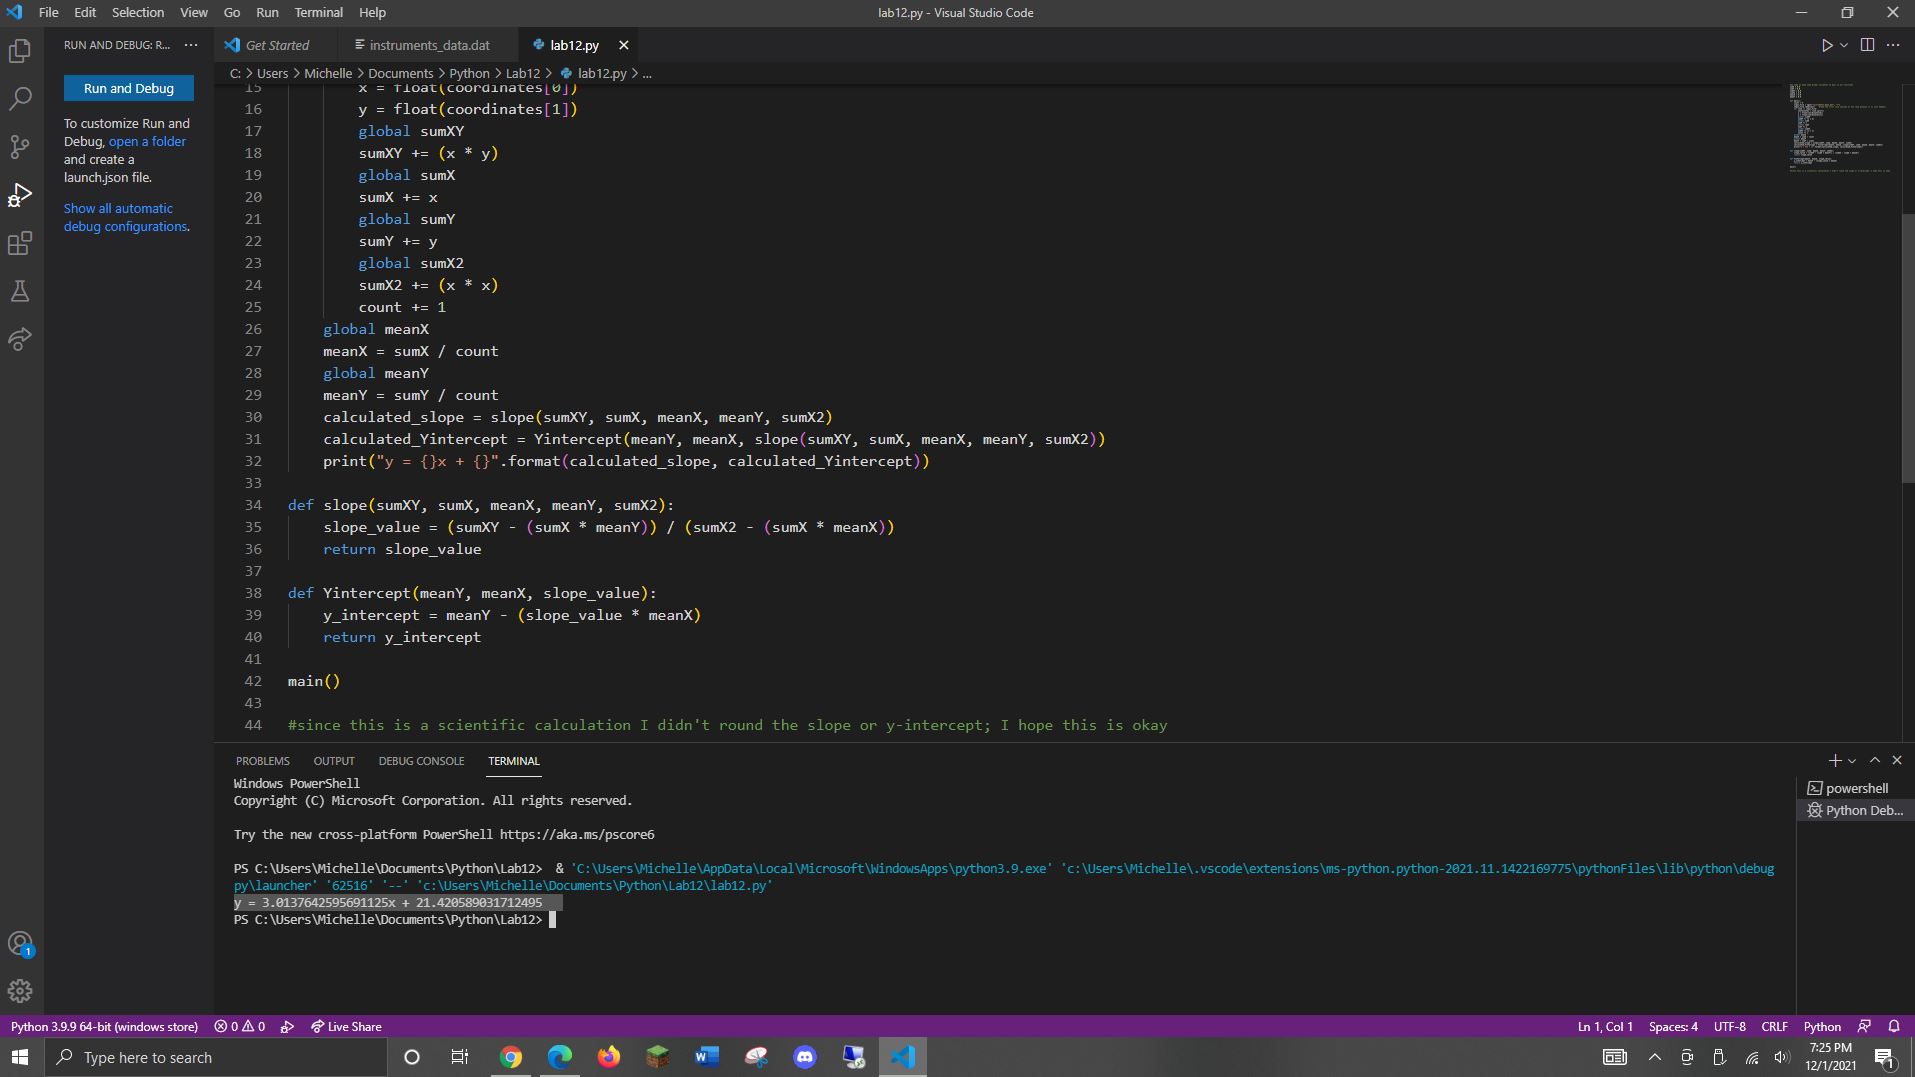 File Edit Selection View Go Run Terminal Help
lab12.py - Visual Studio Code
RUN AND DEBUG: R... ...
Run and Debug
To customize Run and
Debug, open a folder
and create a
launch.json file.
Show all automatic
debug configurations.
Get Started
instruments_data.dat
lab12.py
C: > Users > Michelle > Documents > Python > Lab12 > lab12.py > ...
15 x = float(coordinates[0])
16 y = float(coordinates[1])
17 global sumXY
18 sumXY += (x * y)
19 global sumX
20 sumX += x
21 global sumY
22 sumY += y
23 global sumX2
24 sumX2 += (x * x)
25 count += 1
26 global meanX
27 meanX = sumX / count
28 global meanY
29 meanY = sumY / count
30 calculated_slope = slope(sumXY, sumX, meanX, meanY, sumX2)
31 calculated_Yintercept = Yintercept(meanY, meanX, slope(sumXY, sumX, meanX, meanY, sumX2))
32 print("y = {}x + {}".format(calculated_slope, calculated_Yintercept))
33
34 def slope(sumXY, sumX, meanX, meanY, sumX2):
35 slope_value = (sumXY - (sumX * meanY)) / (sumX2 - (sumX * meanX))
36 return slope_value
37
38 def Yintercept(meanY, meanX, slope_value):
39 y_intercept = meanY - (slope_value * meanX)
40 return y_intercept
41
42 main()
43
44 #since this is a scientific calculation I didn't round the slope or y-intercept; I hope this is okay
PROBLEMS OUTPUT DEBUG CONSOLE TERMINAL
Windows PowerShell
Copyright (C) Microsoft Corporation. All rights reserved.
Try the new cross-platform PowerShell https://aka.ms/pscore6
PS C:\Users\Michelle\Documents\Python\Lab12> & 'C:\Users\Michelle\AppData\Local\Microsoft\WindowsApps\python3.9.exe' 'c:\Users\Michelle\.vscode\extensions\ms-python.python-2021.11.1422169775\pythonFiles\lib\python\debug
py\launcher' '62516' '--' 'c:\Users\Michelle\Documents\Python\Lab12\lab12.py'
y = 3.0137642595691125x + 21.420589031712495
PS C:\Users\Michelle\Documents\Python\Lab12>
powershell
Python Deb...
1
Python 3.9.9 64-bit (windows store) 0 0 Live Share
Ln 1, Col 1 Spaces: 4 UTF-8 CRLF Python
Type here to search
7:25 PM
12/1/2021
1